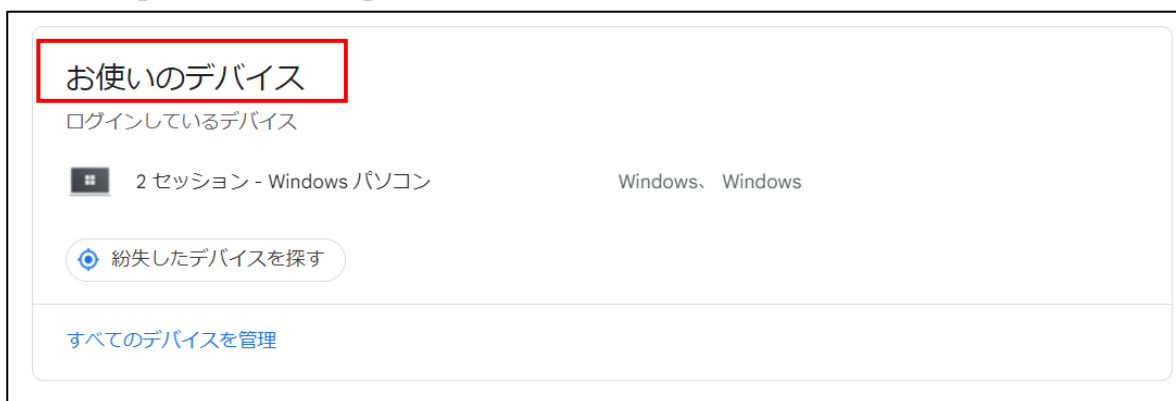 お使いのデバイス
ログインしているデバイス
2 セッション - Windows パソコン Windows、 Windows
紛失したデバイスを探す
すべてのデバイスを管理